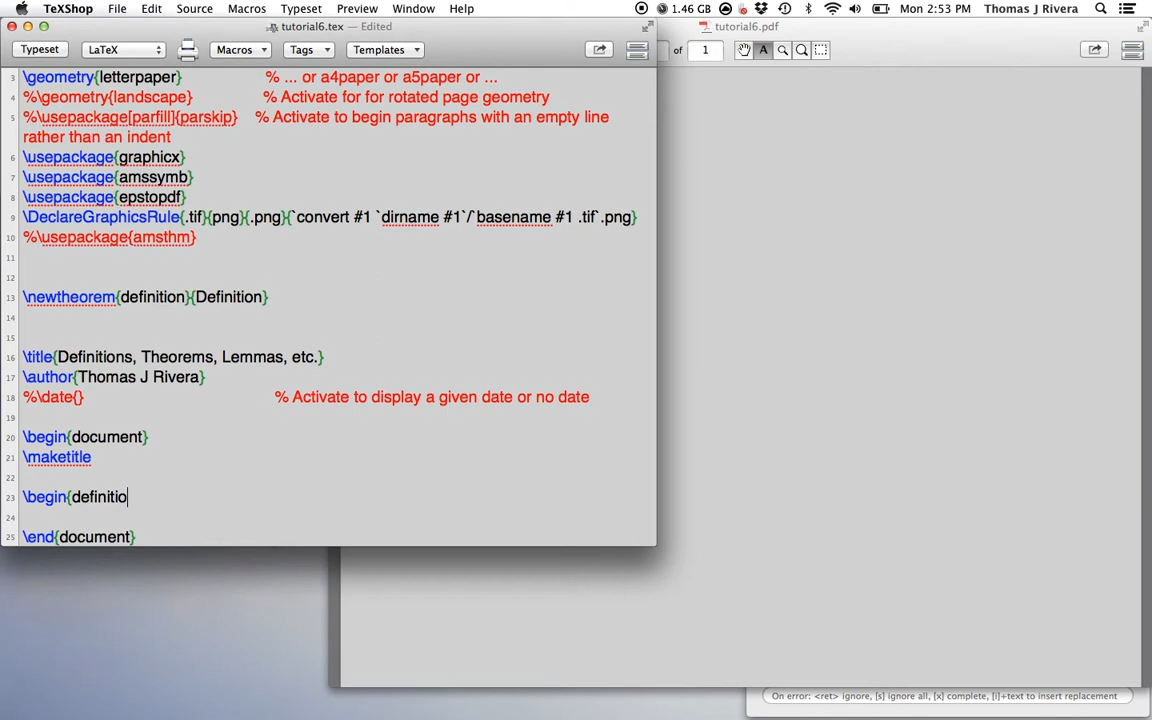 TeXShop File Edit Source Macros Typeset Preview Window Help 1.46 GB Mon 2:53 PM Thomas J Rivera
tutorial6.tex — Edited
tutorial6.pdf
Typeset LaTeX Macros Tags Templates
of 1
3 \geometry{letterpaper} % ... or a4paper or a5paper or ...
4 %\geometry{landscape} % Activate for for rotated page geometry
5 %\usepackage[parfill]{parskip} % Activate to begin paragraphs with an empty line
rather than an indent
6 \usepackage{graphicx}
7 \usepackage{amssymb}
8 \usepackage{epstopdf}
9 \DeclareGraphicsRule{.tif}{png}{.png}{`convert #1 `dirname #1`/`basename #1 .tif`.png}
10 %\usepackage{amsthm}
11
12
13 \newtheorem{definition}{Definition}
14
15
16 \title{Definitions, Theorems, Lemmas, etc.}
17 \author{Thomas J Rivera}
18 %\date{} % Activate to display a given date or no date
19
20 \begin{document}
21 \maketitle
22
23 \begin{definitio
24
25 \end{document}
On error: <ret> ignore, [s] ignore all, [x] complete, [i]+text to insert replacement